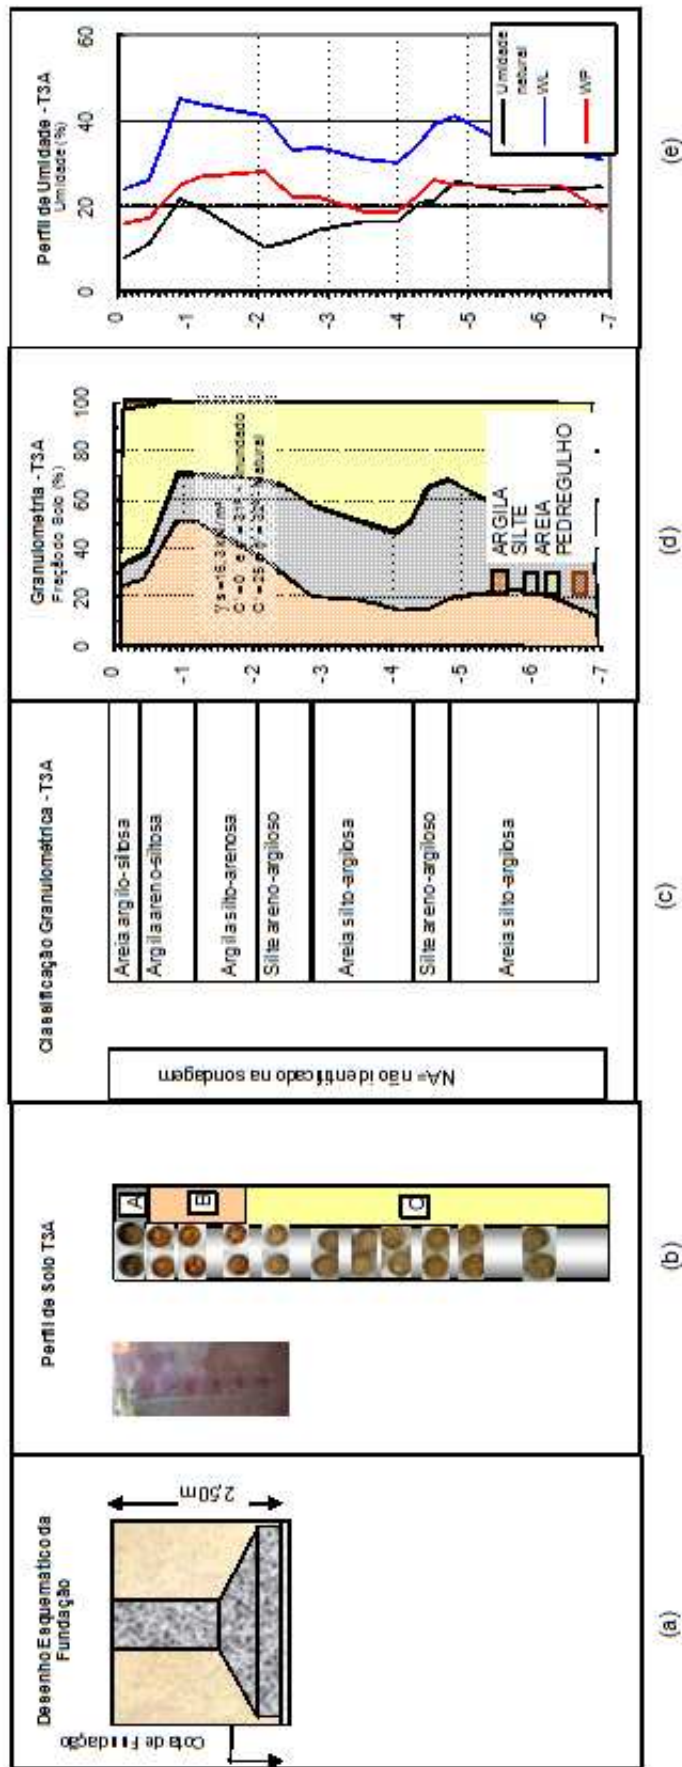 Desenho Esquemático da
Fundação
Cota de Fundação
2,50m
(a)
Perfil de Solo T3A
A
B
C
(b)
Classificação Granulometrica - T3A
NA= não identificado na sondagem
Areia argilo-siltosa
Argila areno-siltosa
Argila silto-arenosa
Silte areno-argiloso
Areia silto-argilosa
Silte areno-argiloso
Areia silto-argilosa
(c)
Granulometria - T3A
Fração do Solo (%)
0 20 40 60 80 100
0
-1
-2
-3
-4
-5
-6
-7
ARGILA
SILTE
AREIA
PEDREGULHO
(d)
Perfil de Umidade - T3A
Umidade (%)
0 20 40 60
0
-1
-2
-3
-4
-5
-6
-7
Umidade
natural
WL
WP
(e)